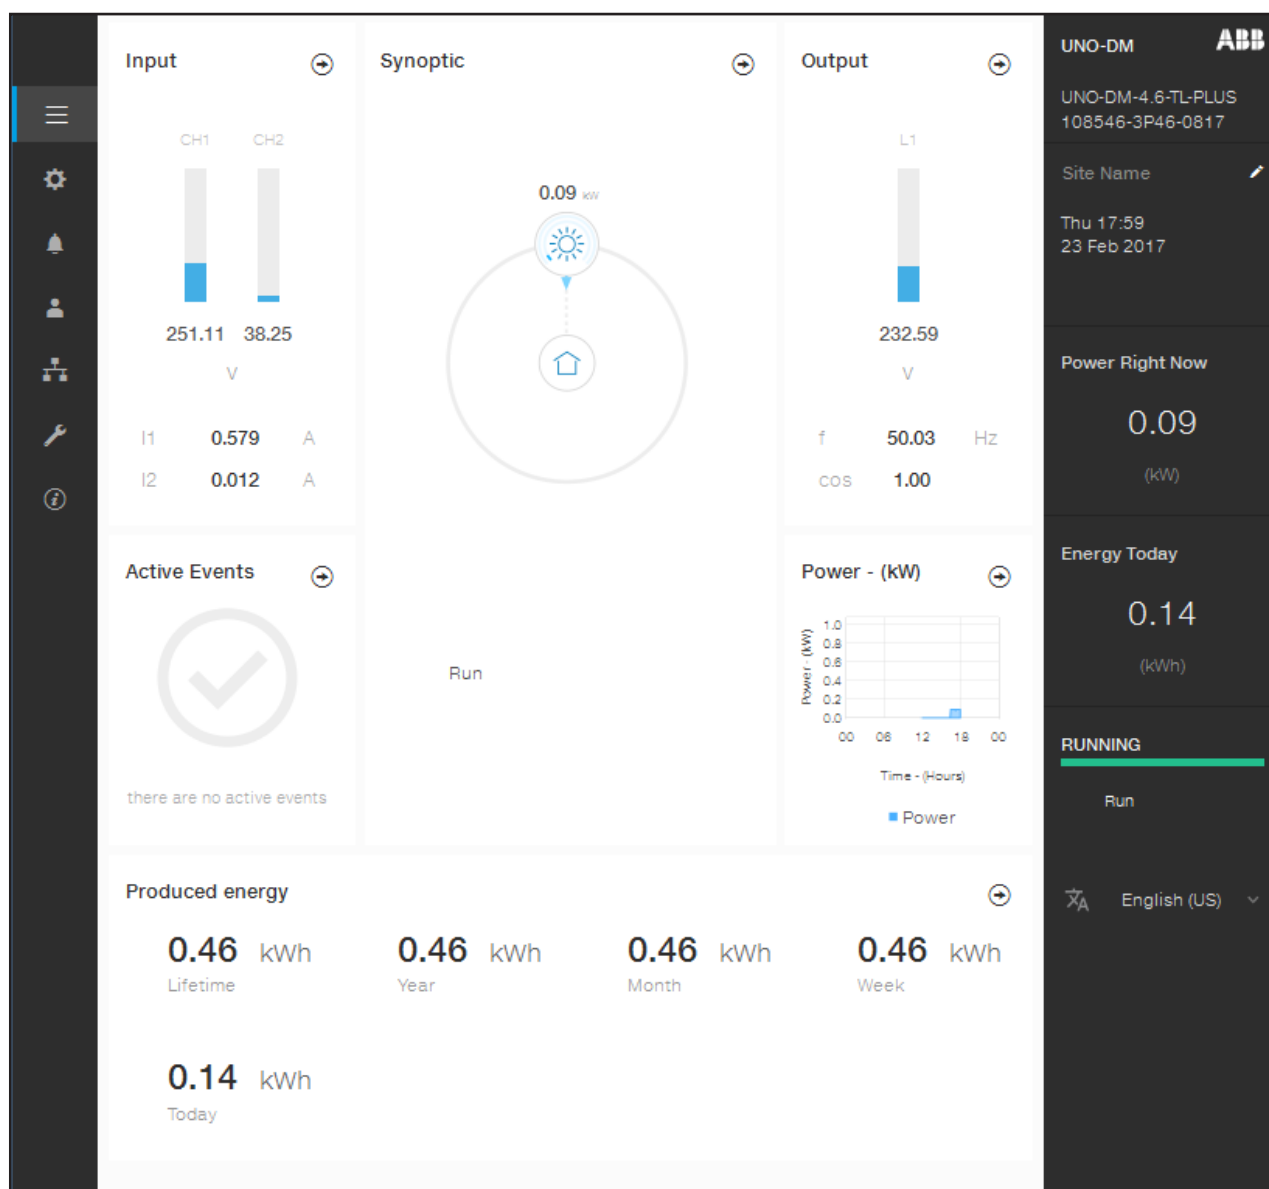 Input
CH1 CH2
251.11 38.25
V
I1 0.579 A
I2 0.012 A
Synoptic
0.09 kW
Run
Output
L1
232.59
V
f 50.03 Hz
cos 1.00
Active Events
there are no active events
Power - (kW)
Power - (kW)
1.0
0.8
0.6
0.4
0.2
0.0
00 06 12 18 00
Time - (Hours)
Power
Produced energy
0.46 kWh 0.46 kWh 0.46 kWh 0.46 kWh
Lifetime Year Month Week
0.14 kWh
Today
UNO-DM ABB
UNO-DM-4.6-TL-PLUS
108546-3P46-0817
Site Name
Thu 17:59
23 Feb 2017
Power Right Now
0.09
(kW)
Energy Today
0.14
(kWh)
RUNNING
Run
English (US)